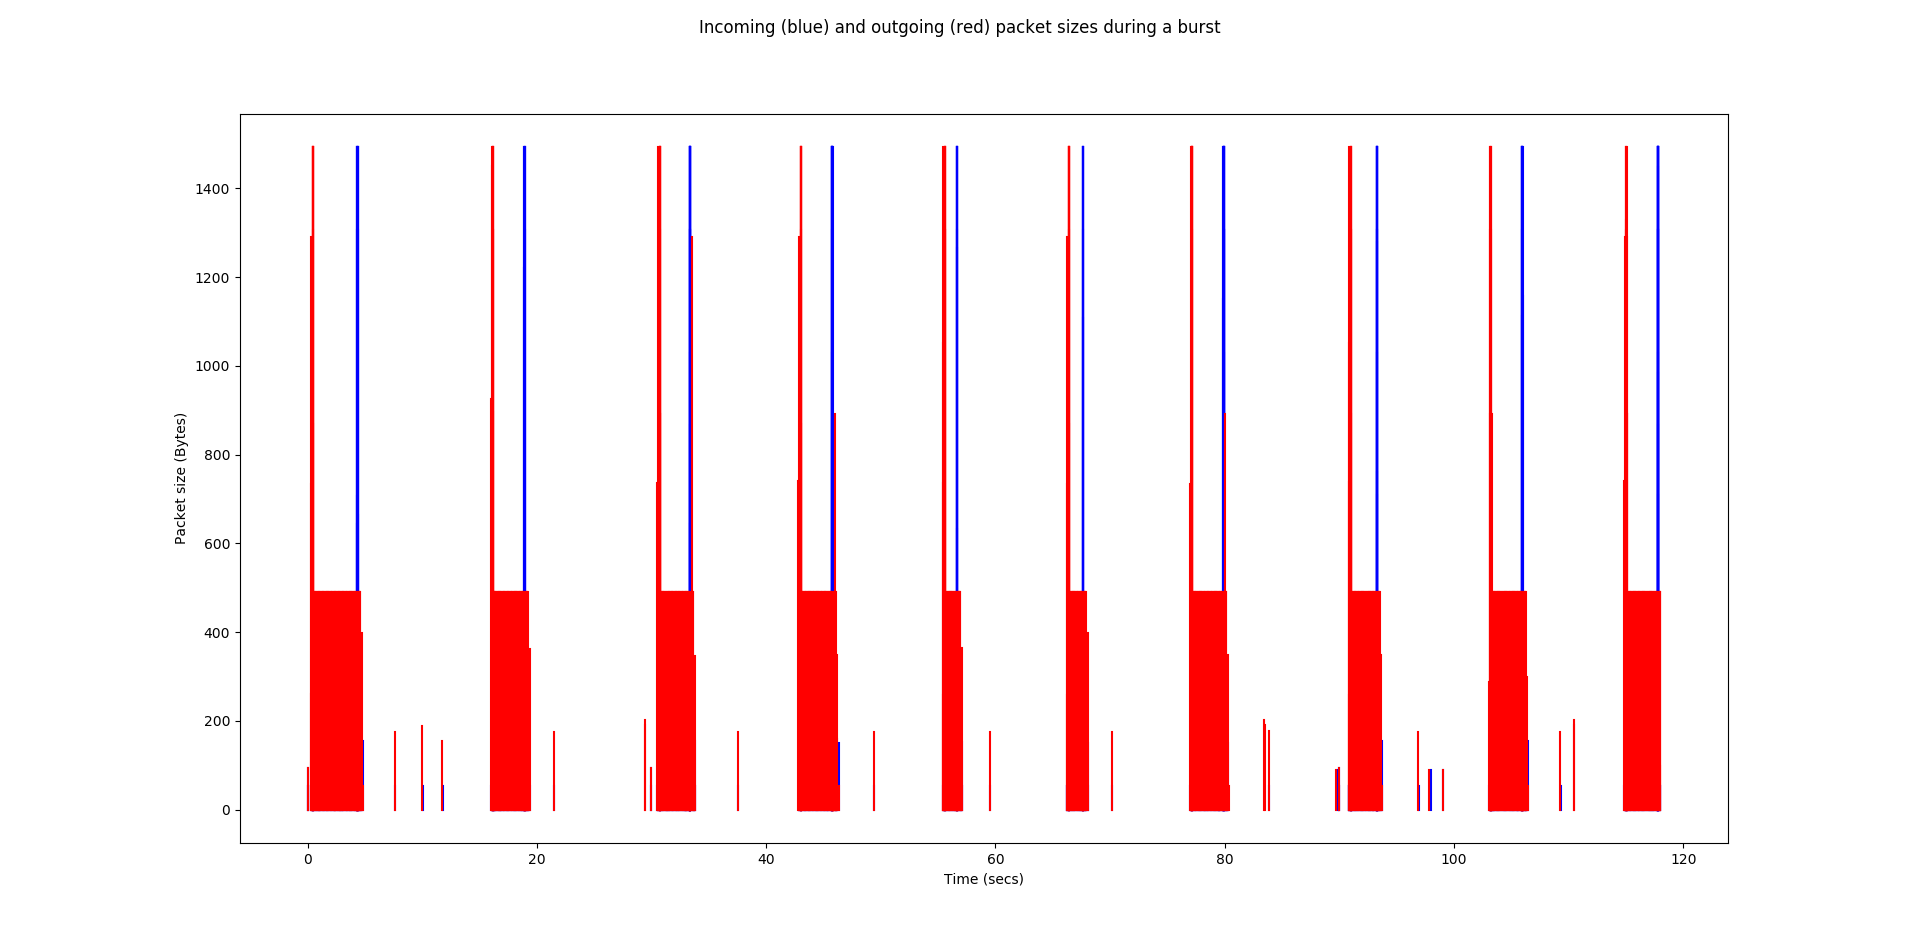 Incoming (blue) and outgoing (red) packet sizes during a burst
1400
1200
1000
800
600
400
200
0
Packet size (Bytes)
0 20 40 60 80 100 120
Time (secs)